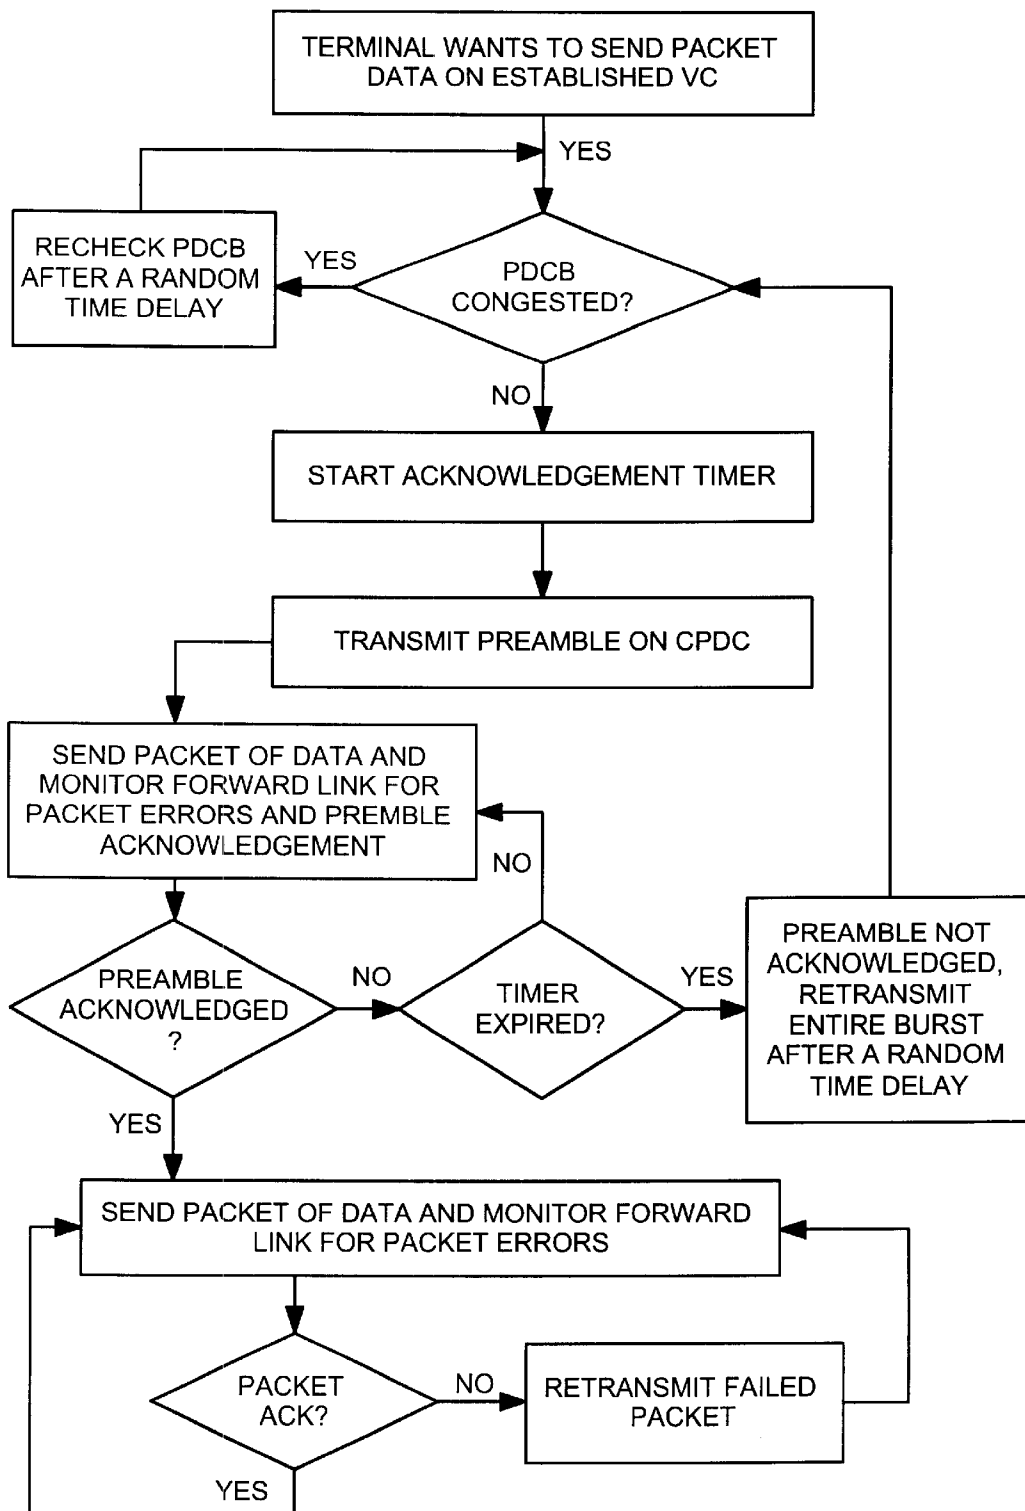 TERMINAL WANTS TO SEND PACKET
DATA ON ESTABLISHED VC
YES
RECHECK PDCB
AFTER A RANDOM
TIME DELAY
YES
PDCB
CONGESTED?
NO
START ACKNOWLEDGEMENT TIMER
TRANSMIT PREAMBLE ON CPDC
SEND PACKET OF DATA AND
MONITOR FORWARD LINK FOR
PACKET ERRORS AND PREMBLE
ACKNOWLEDGEMENT
NO
PREAMBLE
ACKNOWLEDGED
?
NO
TIMER
EXPIRED?
YES
PREAMBLE NOT
ACKNOWLEDGED,
RETRANSMIT
ENTIRE BURST
AFTER A RANDOM
TIME DELAY
YES
SEND PACKET OF DATA AND MONITOR FORWARD
LINK FOR PACKET ERRORS
PACKET
ACK?
NO
RETRANSMIT FAILED
PACKET
YES